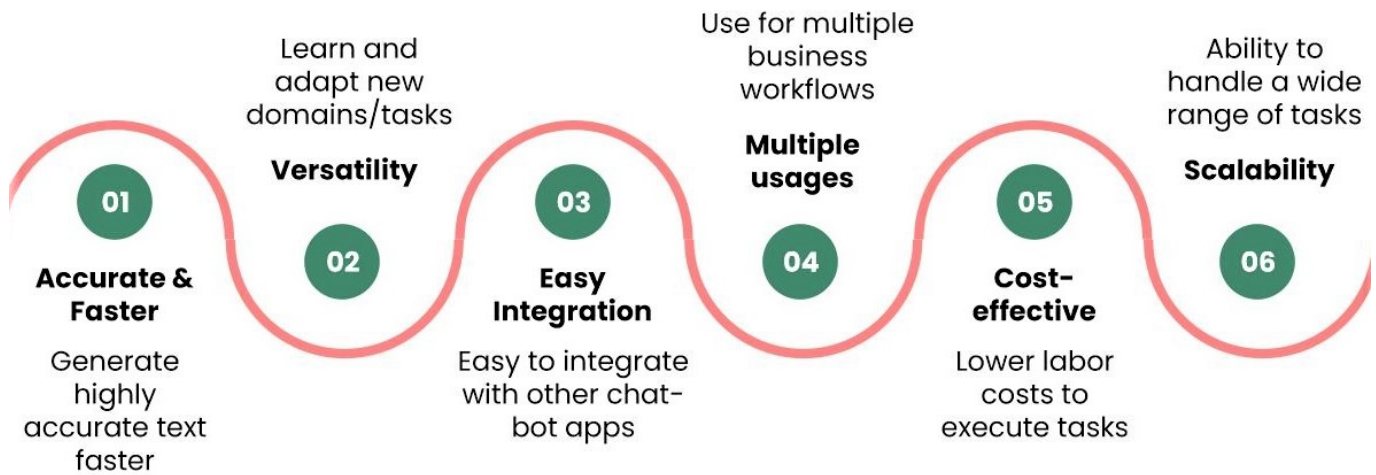 01
Accurate &
Faster
Generate
highly
accurate text
faster
Learn and
adapt new
domains/tasks
Versatility
02
03
Easy
Integration
Easy to integrate
with other chat-
bot apps
Use for multiple
business
workflows
Multiple
usages
04
05
Cost-
effective
Lower labor
costs to
execute tasks
Ability to
handle a wide
range of tasks
Scalability
06